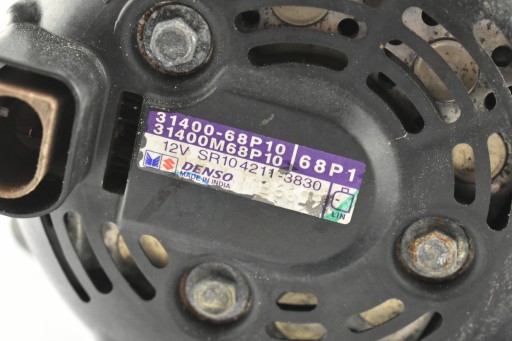 31400-68P10
31400M68P10
68P1
12V SR104211-3830
DENSO
MADE IN INDIA
LIN